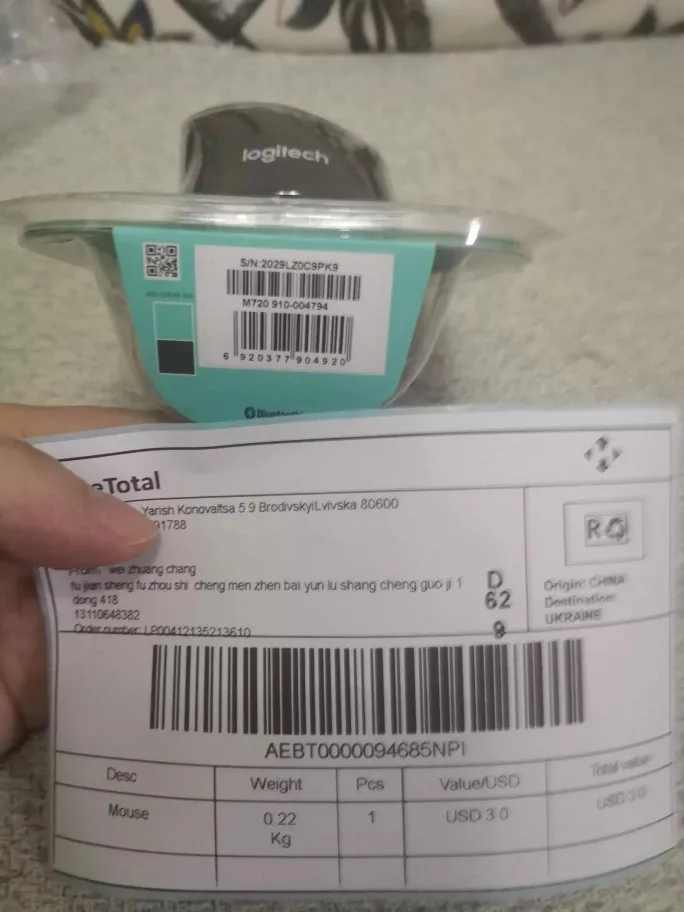 logitech
S/N:2029LZ0C9PK9
M720 910-004794
6 920377 904920
Bluetooth
eTotal
Yarish Konovaltsa 5 9 BrodivskyiLvivska 80600
91788
From: wei zhuang chang
fu jian sheng fu zhou shi cheng men zhen bai yun lu shang cheng guo ji 1
dong 418
13110648382
Order number: LP00412135213610
D
62
9
R
Origin: CHINA
Destination:
UKRAINE
AEBT0000094685NPI
Desc Weight Pcs Value/USD Total value
Mouse 0.22 Kg 1 USD 3.0 USD 3.0